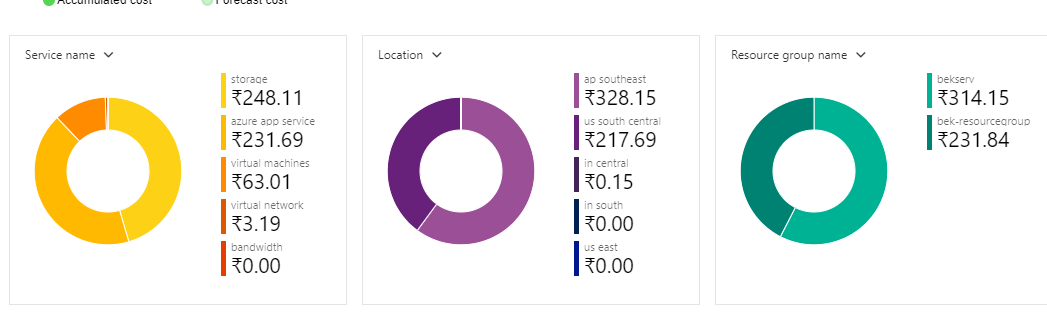 Accumulated cost
Forecast cost
Service name
storage
₹248.11
azure app service
₹231.69
virtual machines
₹63.01
virtual network
₹3.19
bandwidth
₹0.00
Location
ap southeast
₹328.15
us south central
₹217.69
in central
₹0.15
in south
₹0.00
us east
₹0.00
Resource group name
bekserv
₹314.15
bek-resourcegroup
₹231.84